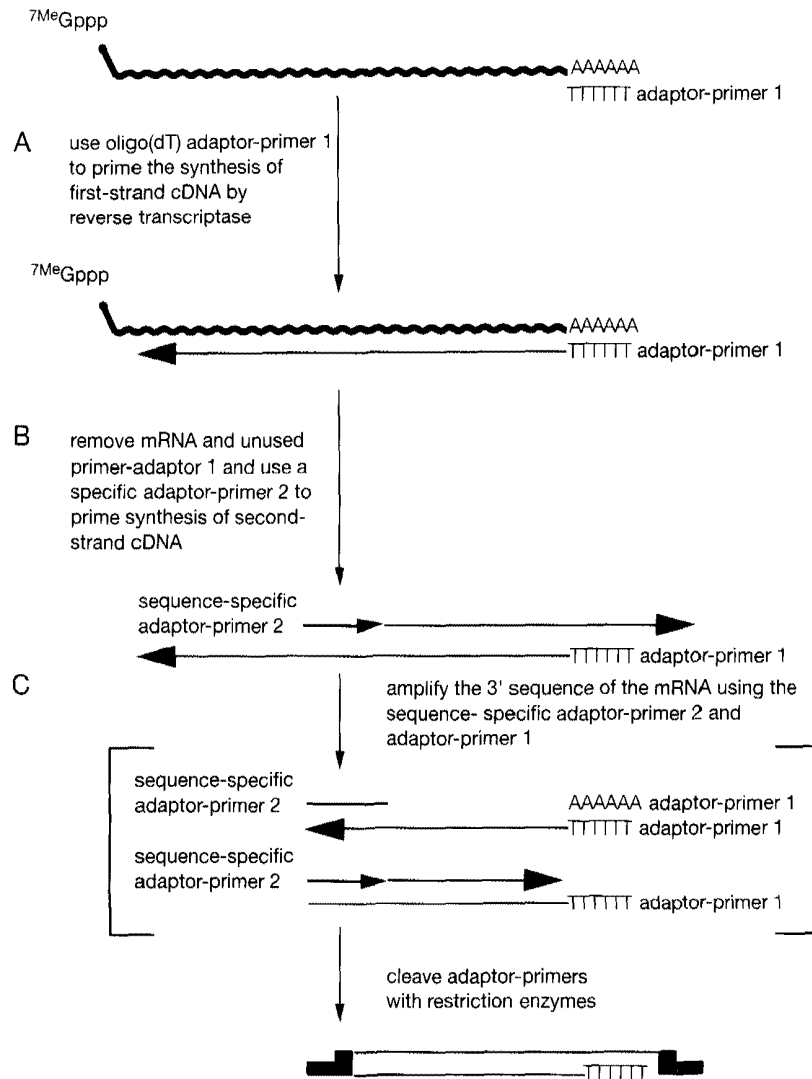 7MeGppp
AAAAAA
TTTTTT adaptor-primer 1
A
use oligo(dT) adaptor-primer 1
to prime the synthesis of
first-strand cDNA by
reverse transcriptase
7MeGppp
AAAAAA
TTTTTT adaptor-primer 1
B
remove mRNA and unused
primer-adaptor 1 and use a
specific adaptor-primer 2 to
prime synthesis of second-
strand cDNA
sequence-specific
adaptor-primer 2
TTTTTT adaptor-primer 1
C
amplify the 3' sequence of the mRNA using the
sequence- specific adaptor-primer 2 and
adaptor-primer 1
sequence-specific
adaptor-primer 2
AAAAAA adaptor-primer 1
TTTTTT adaptor-primer 1
sequence-specific
adaptor-primer 2
TTTTTT adaptor-primer 1
cleave adaptor-primers
with restriction enzymes
TTTTTT